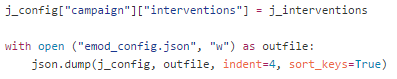 j_config["campaign"]["interventions"] = j_interventions
with open ("emod_config.json", "w") as outfile:
    json.dump(j_config, outfile, indent=4, sort_keys=True)